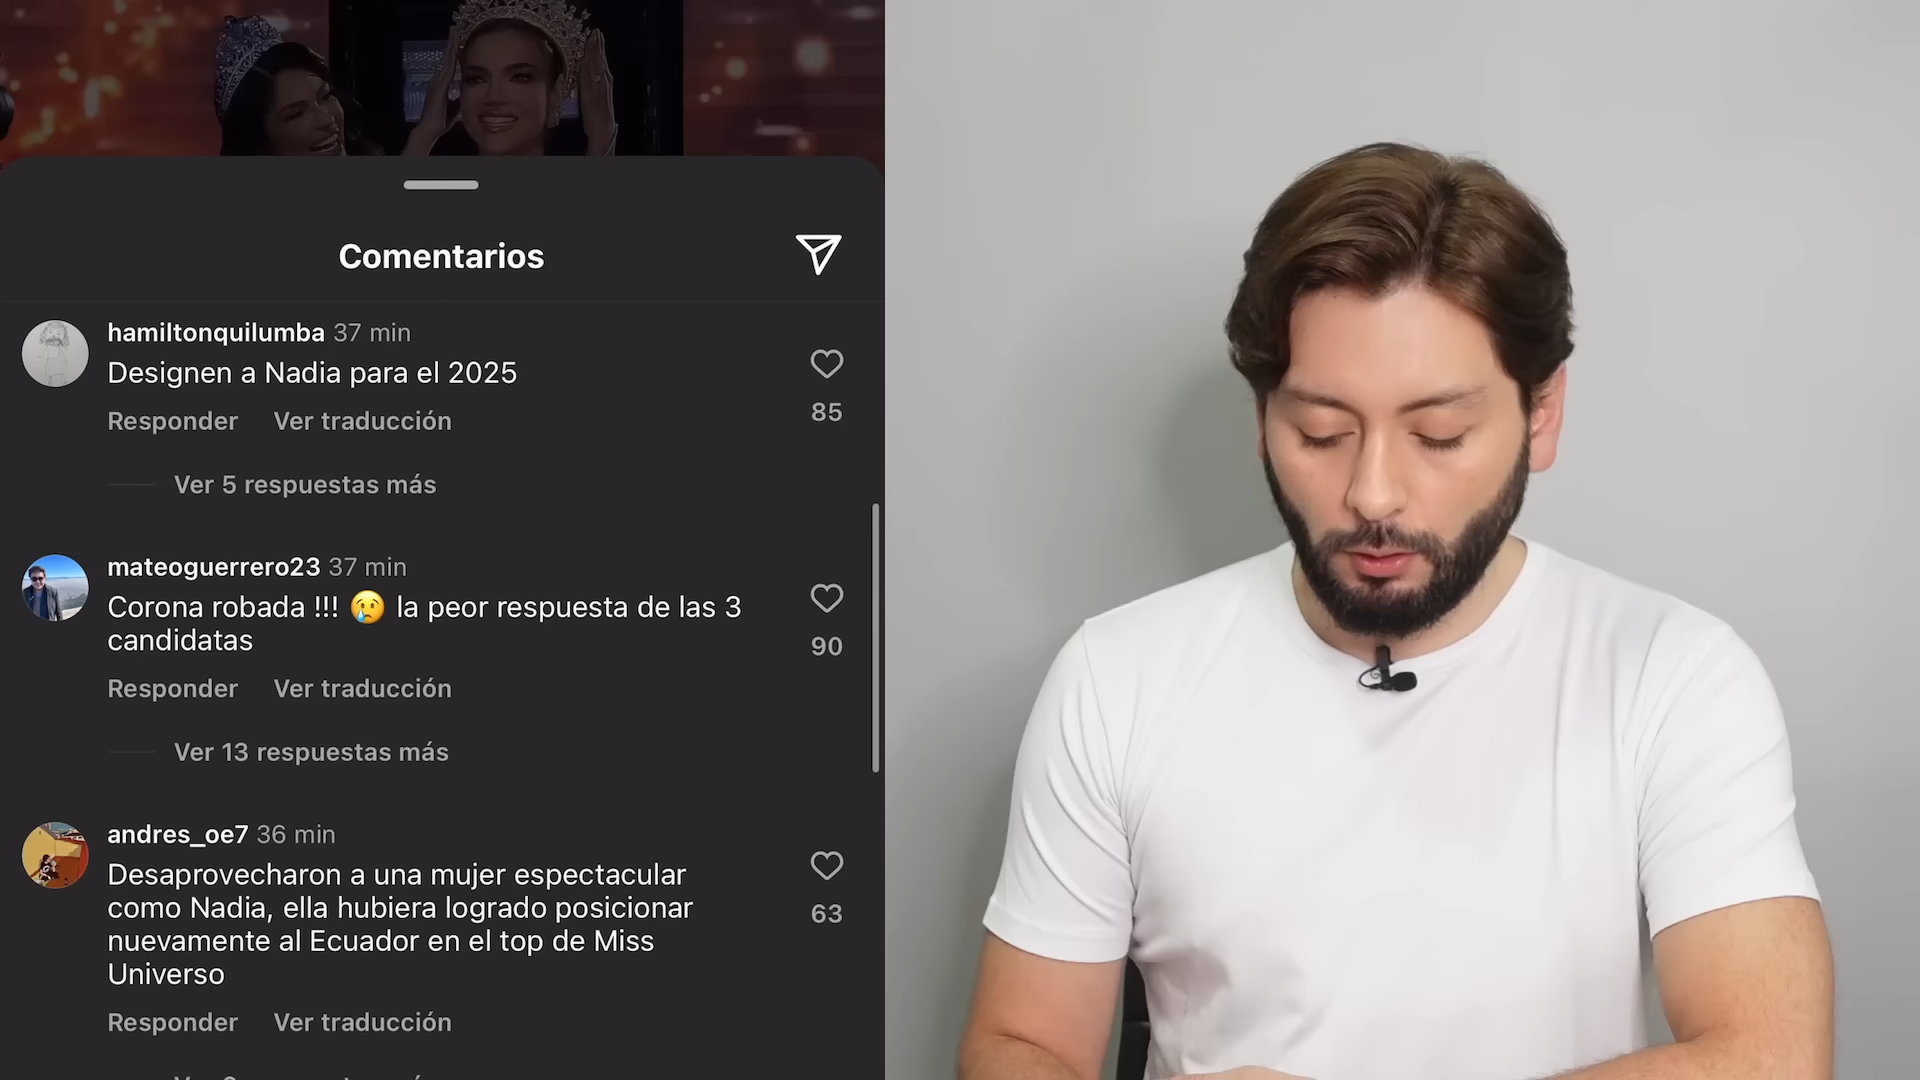 Comentarios
hamiltonquilumba 37 min
Designen a Nadia para el 2025
85
Responder Ver traducción
Ver 5 respuestas más
mateoguerrero23 37 min
Corona robada !!! 😢 la peor respuesta de las 3
candidatas
90
Responder Ver traducción
Ver 13 respuestas más
andres_oe7 36 min
Desaprovecharon a una mujer espectacular
como Nadia, ella hubiera logrado posicionar
nuevamente al Ecuador en el top de Miss
Universo
63
Responder Ver traducción